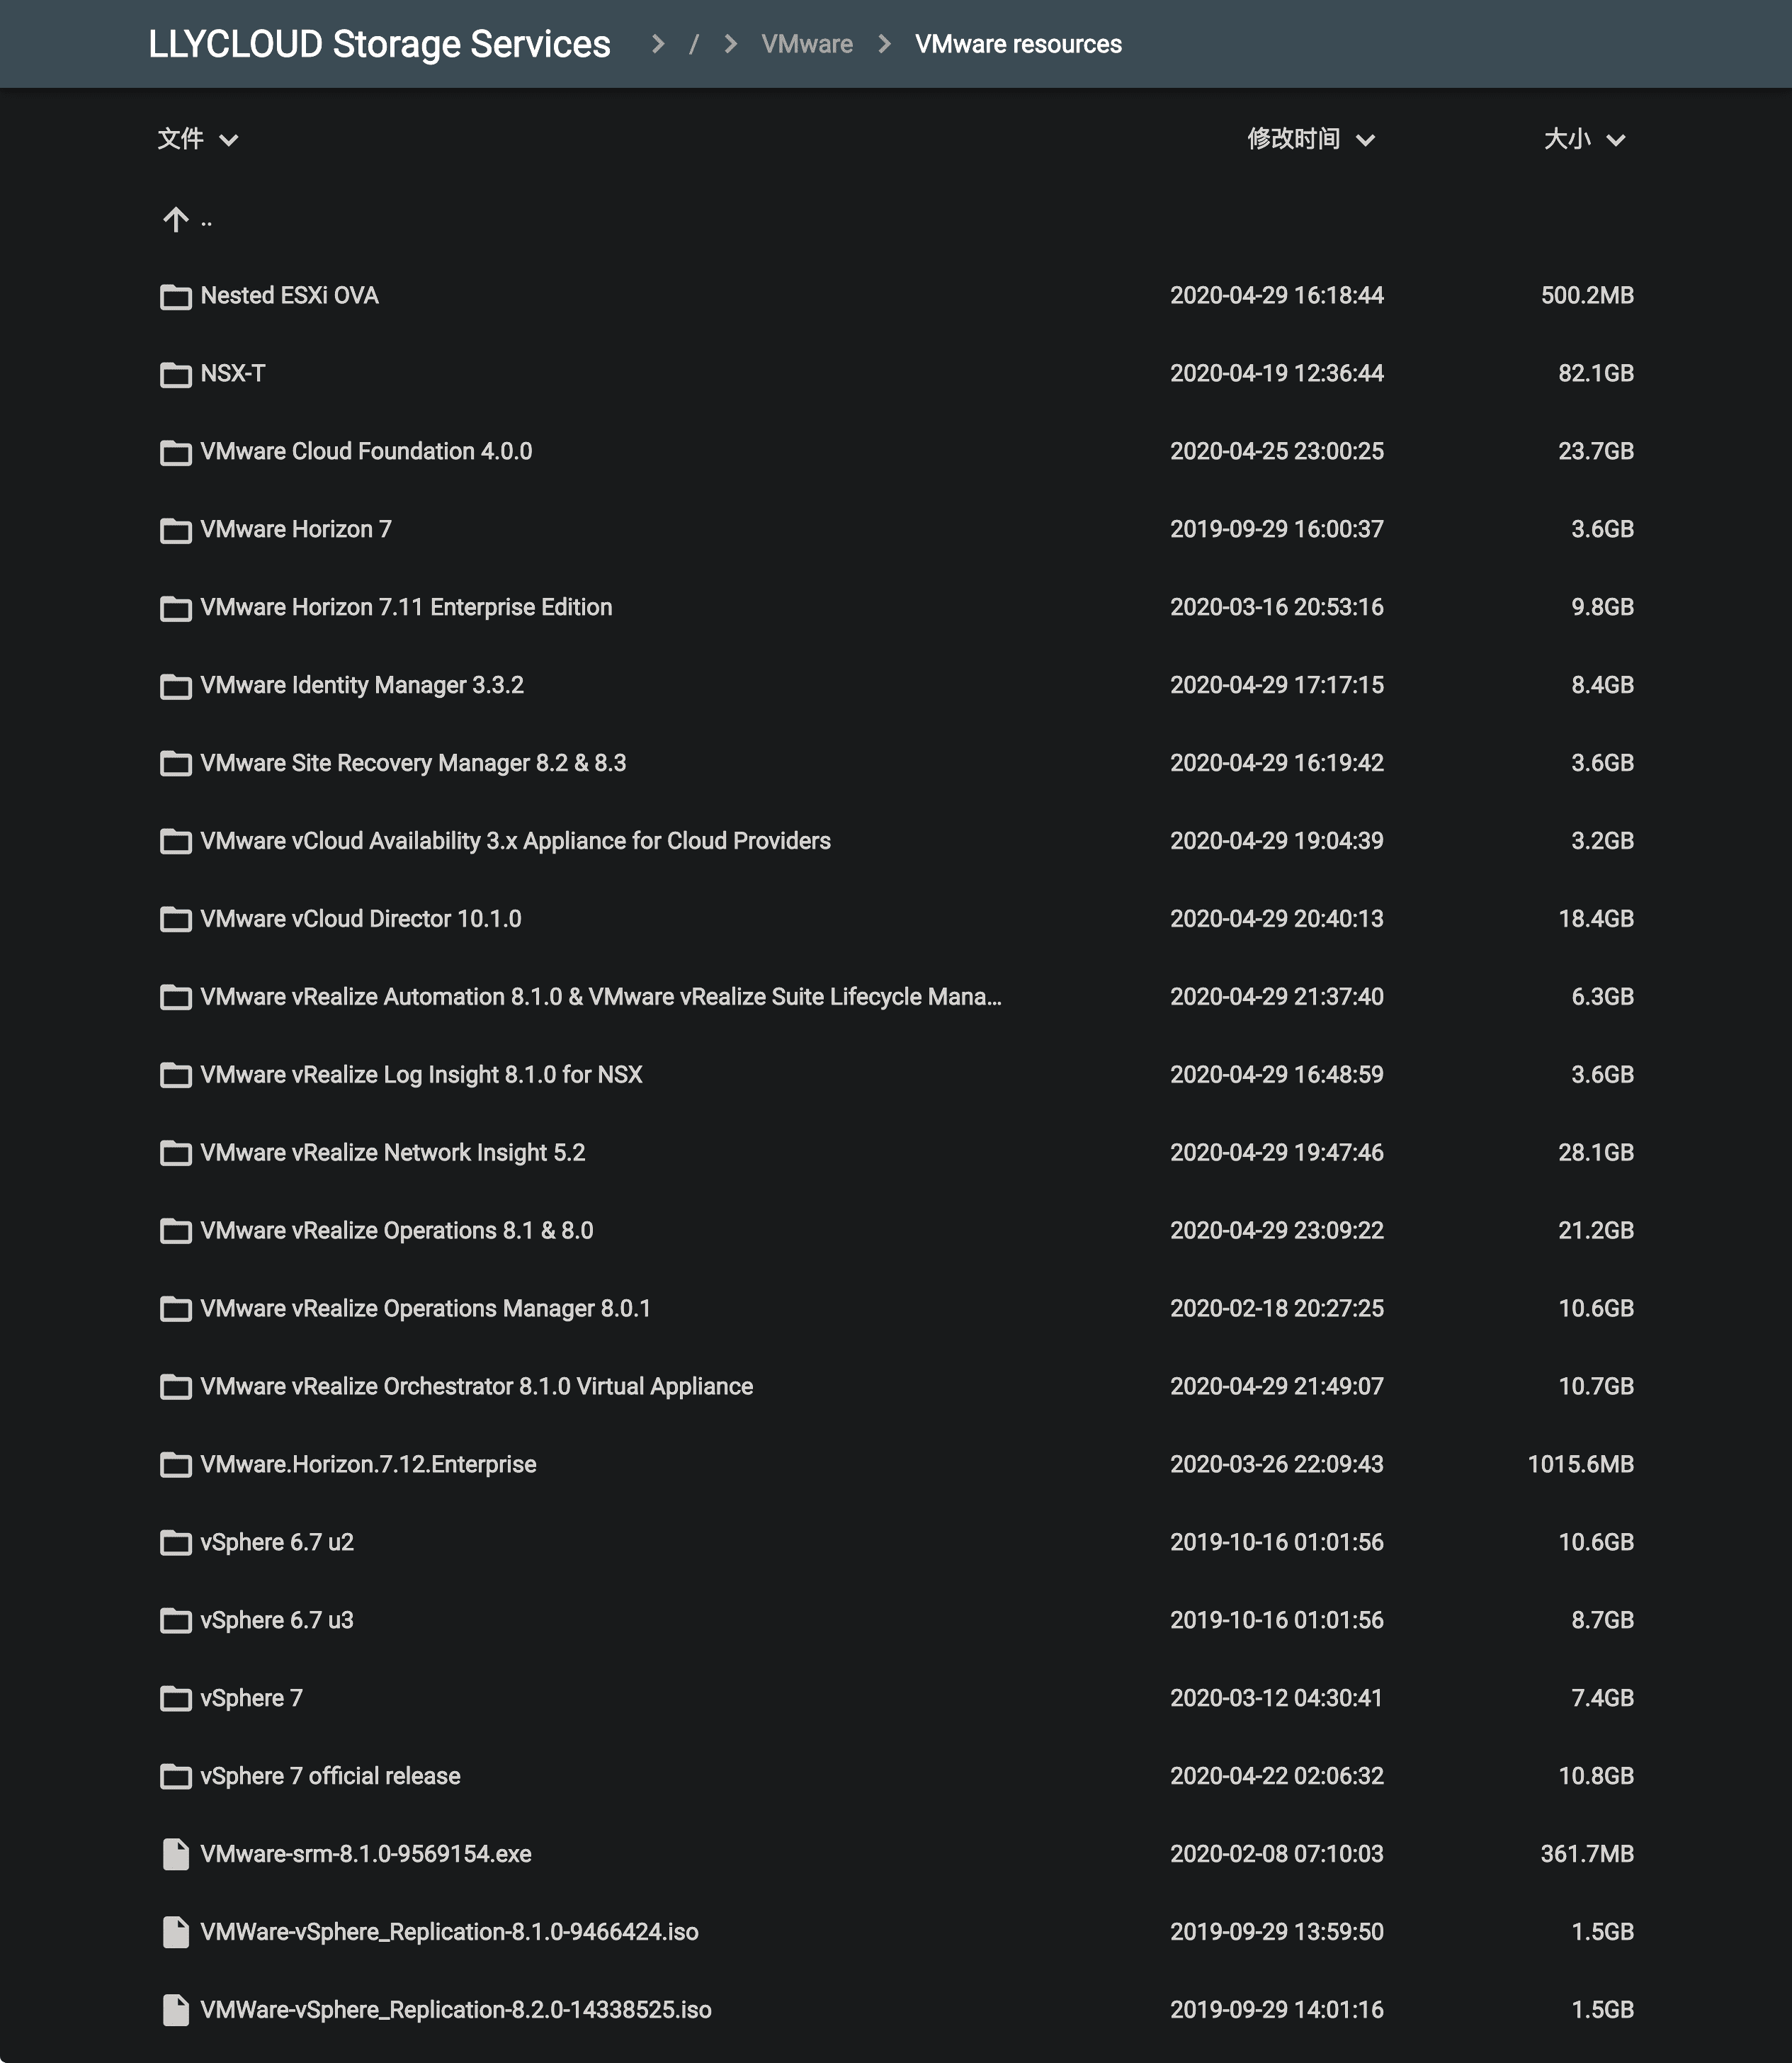 LLYCLOUD Storage Services > / > VMware > VMware resources
文件 修改时间 大小
..
Nested ESXi OVA 2020-04-29 16:18:44 500.2MB
NSX-T 2020-04-19 12:36:44 82.1GB
VMware Cloud Foundation 4.0.0 2020-04-25 23:00:25 23.7GB
VMware Horizon 7 2019-09-29 16:00:37 3.6GB
VMware Horizon 7.11 Enterprise Edition 2020-03-16 20:53:16 9.8GB
VMware Identity Manager 3.3.2 2020-04-29 17:17:15 8.4GB
VMware Site Recovery Manager 8.2 & 8.3 2020-04-29 16:19:42 3.6GB
VMware vCloud Availability 3.x Appliance for Cloud Providers 2020-04-29 19:04:39 3.2GB
VMware vCloud Director 10.1.0 2020-04-29 20:40:13 18.4GB
VMware vRealize Automation 8.1.0 & VMware vRealize Suite Lifecycle Mana... 2020-04-29 21:37:40 6.3GB
VMware vRealize Log Insight 8.1.0 for NSX 2020-04-29 16:48:59 3.6GB
VMware vRealize Network Insight 5.2 2020-04-29 19:47:46 28.1GB
VMware vRealize Operations 8.1 & 8.0 2020-04-29 23:09:22 21.2GB
VMware vRealize Operations Manager 8.0.1 2020-02-18 20:27:25 10.6GB
VMware vRealize Orchestrator 8.1.0 Virtual Appliance 2020-04-29 21:49:07 10.7GB
VMware.Horizon.7.12.Enterprise 2020-03-26 22:09:43 1015.6MB
vSphere 6.7 u2 2019-10-16 01:01:56 10.6GB
vSphere 6.7 u3 2019-10-16 01:01:56 8.7GB
vSphere 7 2020-03-12 04:30:41 7.4GB
vSphere 7 official release 2020-04-22 02:06:32 10.8GB
VMware-srm-8.1.0-9569154.exe 2020-02-08 07:10:03 361.7MB
VMWare-vSphere_Replication-8.1.0-9466424.iso 2019-09-29 13:59:50 1.5GB
VMWare-vSphere_Replication-8.2.0-14338525.iso 2019-09-29 14:01:16 1.5GB